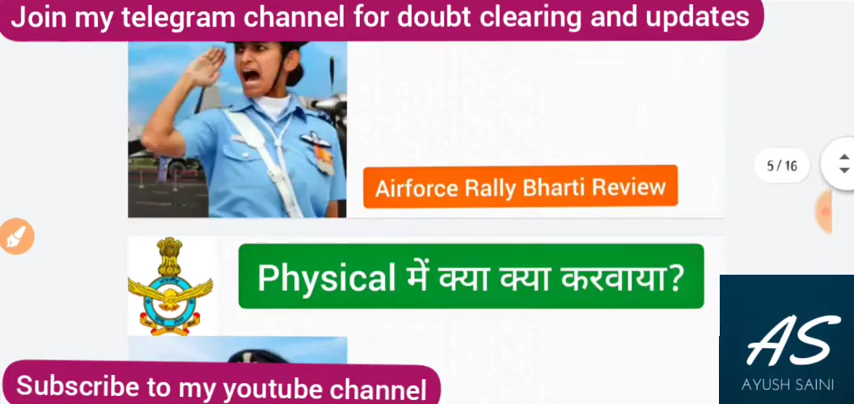 Join my telegram channel for doubt clearing and updates
Airforce Rally Bharti Review
5 / 16
Physical में क्या क्या करवाया?
Subscribe to my youtube channel
AS
AYUSH SAINI